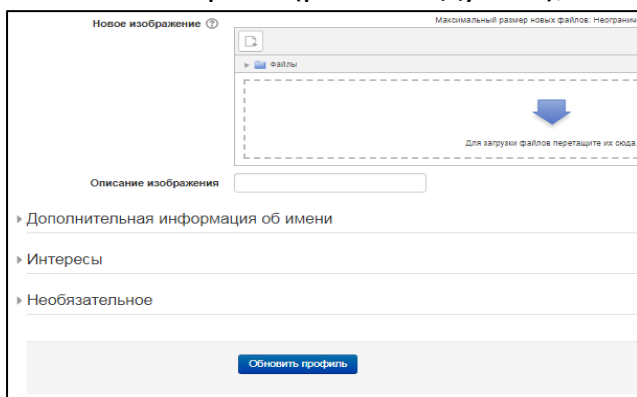 Новое изображение
Максимальный размер новых файлов:
Файлы
Для загрузки файлов перетащите их сюда.
Описание изображения
Дополнительная информация об имени
Интересы
Необязательное
Обновить профиль